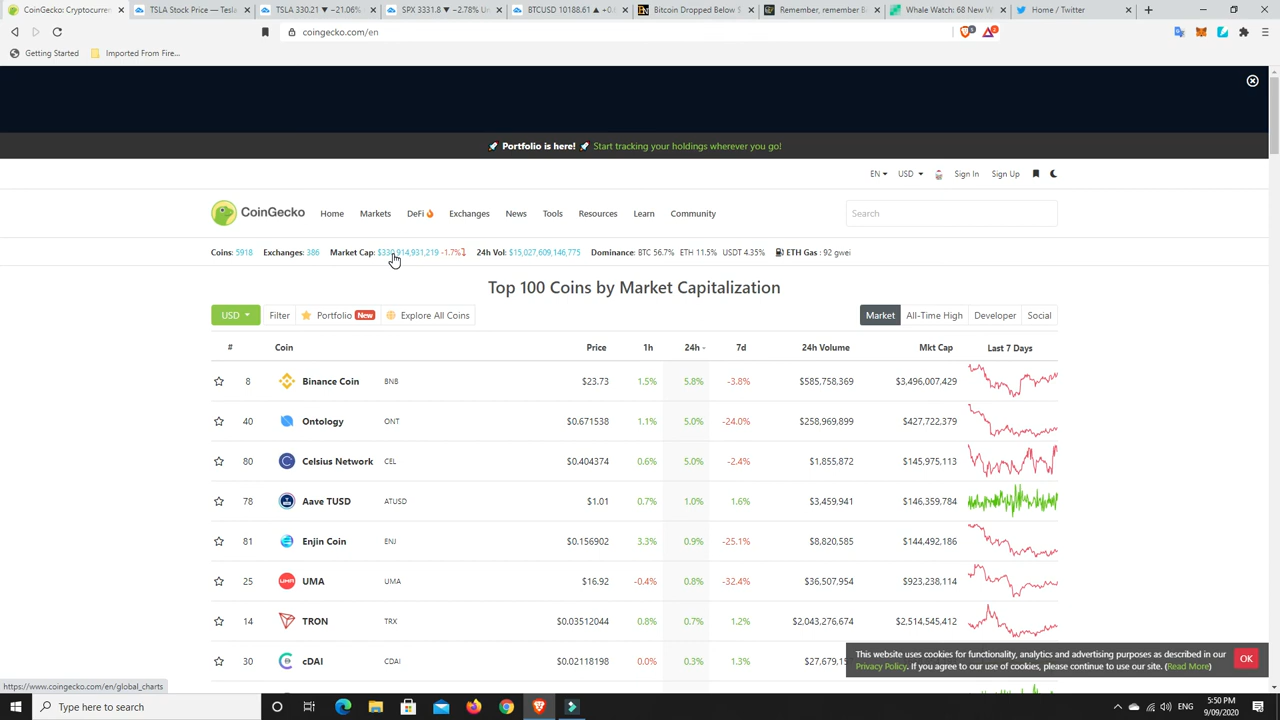 CoinGecko: Cryptocurren
TSLA Stock Price — Tesla
TSLA 330.21 ▼ −21.06%
SPX 3331.8 ▼ −2.78% Un
BTCUSD 10188.61 ▲
Bitcoin Dropped Below $
Remember, remember B
Whale Watch: 68 New W
Home / Twitter
coingecko.com/en
Getting Started
Imported From Fire...
Portfolio is here! Start tracking your holdings wherever you go!
EN USD Sign In Sign Up
CoinGecko Home Markets DeFi Exchanges News Tools Resources Learn Community Search
Coins: 5918 Exchanges: 386 Market Cap: $330,914,931,219 -1.7% 24h Vol: $15,027,609,146,775 Dominance: BTC 56.7% ETH 11.5% USDT 4.35% ETH Gas : 92 gwei
Top 100 Coins by Market Capitalization
USD Filter Portfolio New Explore All Coins Market All-Time High Developer Social
# Coin Price 1h 24h 7d 24h Volume Mkt Cap Last 7 Days
8 Binance Coin BNB $23.73 1.5% 5.8% -3.8% $585,758,369 $3,496,007,429
40 Ontology ONT $0.671538 1.1% 5.0% -24.0% $258,969,899 $427,722,379
80 Celsius Network CEL $0.404374 0.6% 5.0% -2.4% $1,855,872 $145,975,113
78 Aave TUSD ATUSD $1.01 0.7% 1.0% 1.6% $3,459,941 $146,359,784
81 Enjin Coin ENJ $0.156902 3.3% 0.9% -25.1% $8,820,585 $144,492,186
25 UMA UMA $16.92 -0.4% 0.8% -32.4% $36,507,954 $923,238,114
14 TRON TRX $0.03512044 0.8% 0.7% 1.2% $2,043,276,674 $2,514,545,412
30 cDAI CDAI $0.02118198 0.0% 0.3% 1.3% $27,679,15
This website uses cookies for functionality, analytics and advertising purposes as described in our
Privacy Policy. If you agree to our use of cookies, please continue to use our site. (Read More)
OK
https://www.coingecko.com/en/global_charts
Type here to search
ENG
5:50 PM
9/09/2020